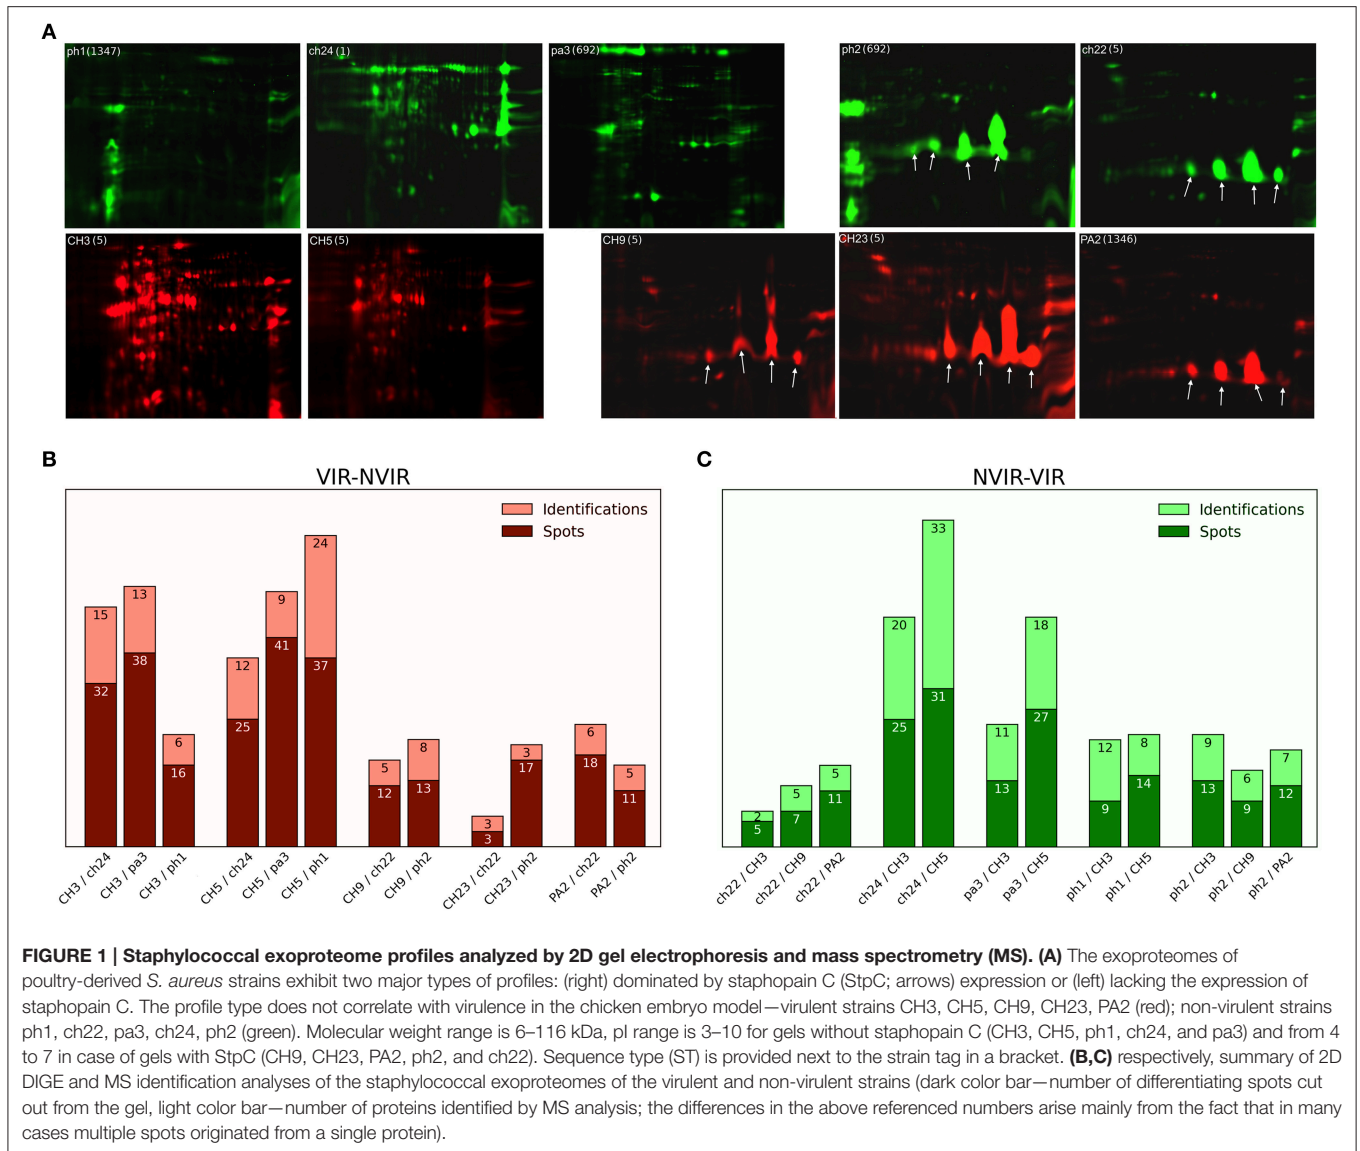 A
ph1(1347)
ch24 (1)
pa3(692)
ph2(692)
ch22 (5)
CH3 (5)
CH5 (5)
CH9 (5)
CH23(5)
PA2(1346)
B
VIR-NVIR
Identifications
Spots
15
32
13
38
6
16
12
25
9
41
24
37
5
12
8
13
3
3
3
17
6
18
5
11
CH3 / ch24
CH3 / pa3
CH3 / ph1
CH5 / ch24
CH5 / pa3
CH5 / ph1
CH9 / ch22
CH9 / ph2
CH23 / ch22
CH23 / ph2
PA2 / ch22
PA2 / ph2
C
NVIR-VIR
Identifications
Spots
2
5
5
7
5
11
20
25
33
31
11
13
18
27
12
9
8
14
9
13
6
9
7
12
ch22 / CH3
ch22 / CH9
ch22 / PA2
ch24 / CH3
ch24 / CH5
pa3 / CH3
pa3 / CH5
ph1 / CH3
ph1 / CH5
ph2 / CH3
ph2 / CH9
ph2 / PA2
FIGURE 1 | Staphylococcal exoproteome profiles analyzed by 2D gel electrophoresis and mass spectrometry (MS). (A) The exoproteomes of
poultry-derived S. aureus strains exhibit two major types of profiles: (right) dominated by staphopain C (StpC; arrows) expression or (left) lacking the expression of
staphopain C. The profile type does not correlate with virulence in the chicken embryo model—virulent strains CH3, CH5, CH9, CH23, PA2 (red); non-virulent strains
ph1, ch22, pa3, ch24, ph2 (green). Molecular weight range is 6–116 kDa, pI range is 3–10 for gels without staphopain C (CH3, CH5, ph1, ch24, and pa3) and from 4
to 7 in case of gels with StpC (CH9, CH23, PA2, ph2, and ch22). Sequence type (ST) is provided next to the strain tag in a bracket. (B,C) respectively, summary of 2D
DIGE and MS identification analyses of the staphylococcal exoproteomes of the virulent and non-virulent strains (dark color bar—number of differentiating spots cut
out from the gel, light color bar—number of proteins identified by MS analysis; the differences in the above referenced numbers arise mainly from the fact that in many
cases multiple spots originated from a single protein).